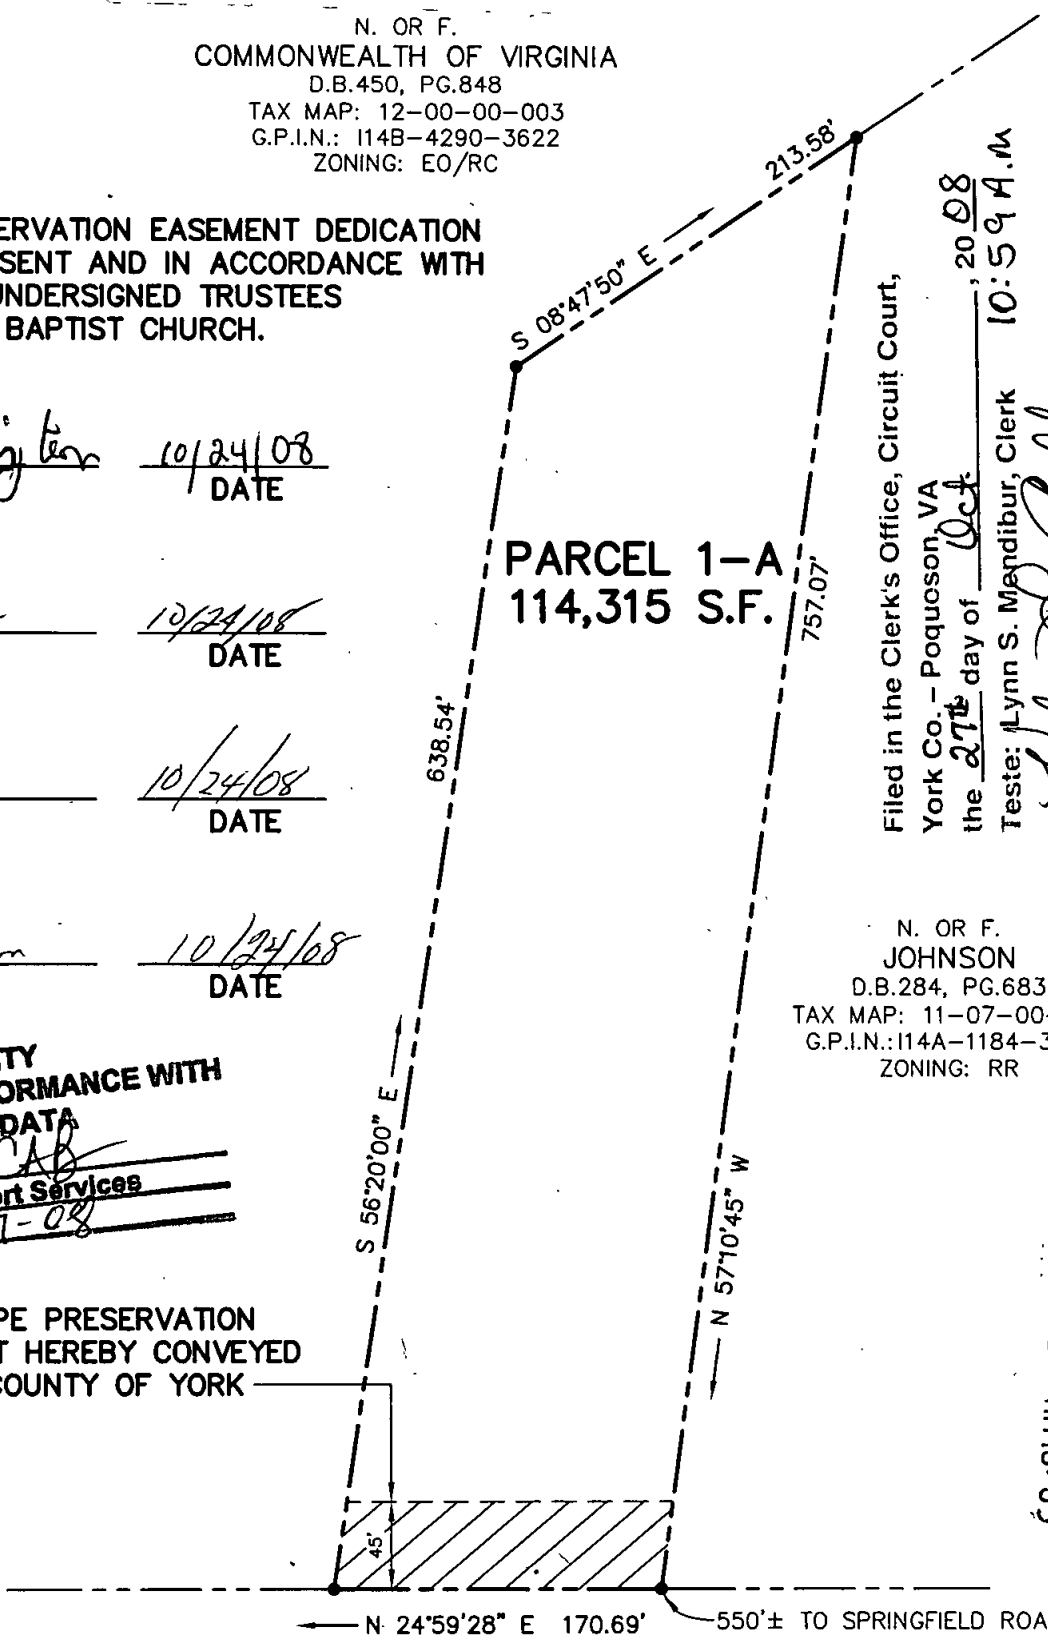 N. OR F.
COMMONWEALTH OF VIRGINIA
D.B.450, PG.848
TAX MAP: 12-00-00-003
G.P.I.N.: I14B-4290-3622
ZONING: EO/RC
213.58'
S 08°47'50" E
ERVATION EASEMENT DEDICATION
SENT AND IN ACCORDANCE WITH
UNDERSIGNED TRUSTEES
BAPTIST CHURCH.
10/24/08
DATE
10/24/08
DATE
10/24/08
DATE
10/24/08
DATE
PARCEL 1-A
114,315 S.F.
757.07'
638.54'
Filed in the Clerk's Office, Circuit Court,
York Co. - Poquoson, VA
the 27th day of Oct., 2008
Teste: Lynn S. Mendibur, Clerk 10:59 A.M
N. OR F.
JOHNSON
D.B.284, PG.683
TAX MAP: 11-07-00-
G.P.I.N.:I14A-1184-3
ZONING: RR
TY
ORMANCE WITH
DATA
CAB
ort Services
-08
S 56°20'00" E
N 57°10'45" W
PE PRESERVATION
T HEREBY CONVEYED
COUNTY OF YORK
45'
N 24°59'28" E 170.69'
550'± TO SPRINGFIELD ROA